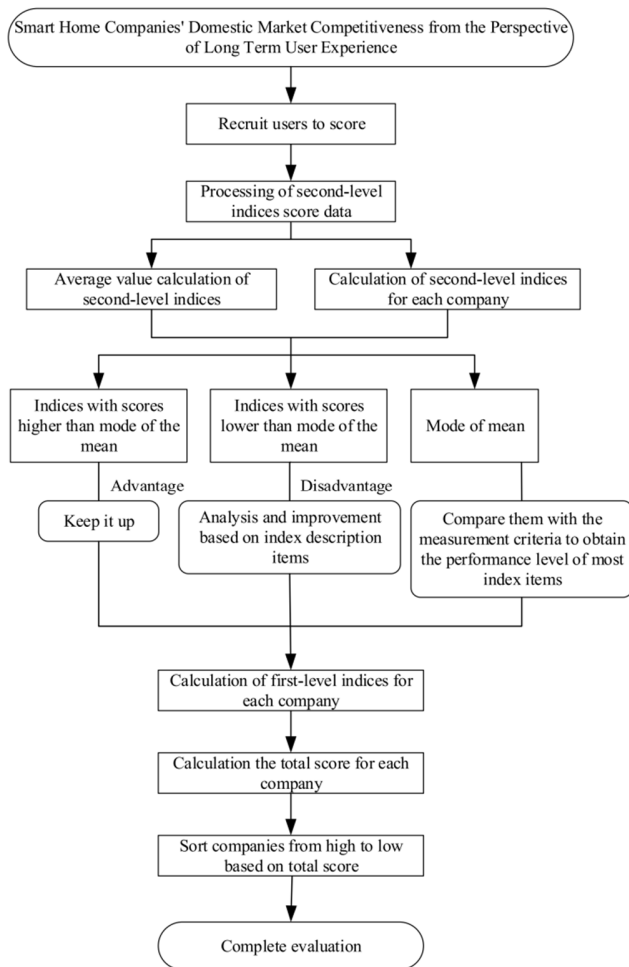 Smart Home Companies' Domestic Market Competitiveness from the Perspective
of Long Term User Experience
Recruit users to score
Processing of second-level
indices score data
Average value calculation of
second-level indices
Calculation of second-level indices
for each company
Indices with scores
higher than mode of the
mean
Indices with scores
lower than mode of the
mean
Mode of mean
Advantage
Disadvantage
Keep it up
Analysis and improvement
based on index description
items
Compare them with the
measurement criteria to obtain
the performance level of most
index items
Calculation of first-level indices for
each company
Calculation the total score for each
company
Sort companies from high to low
based on total score
Complete evaluation